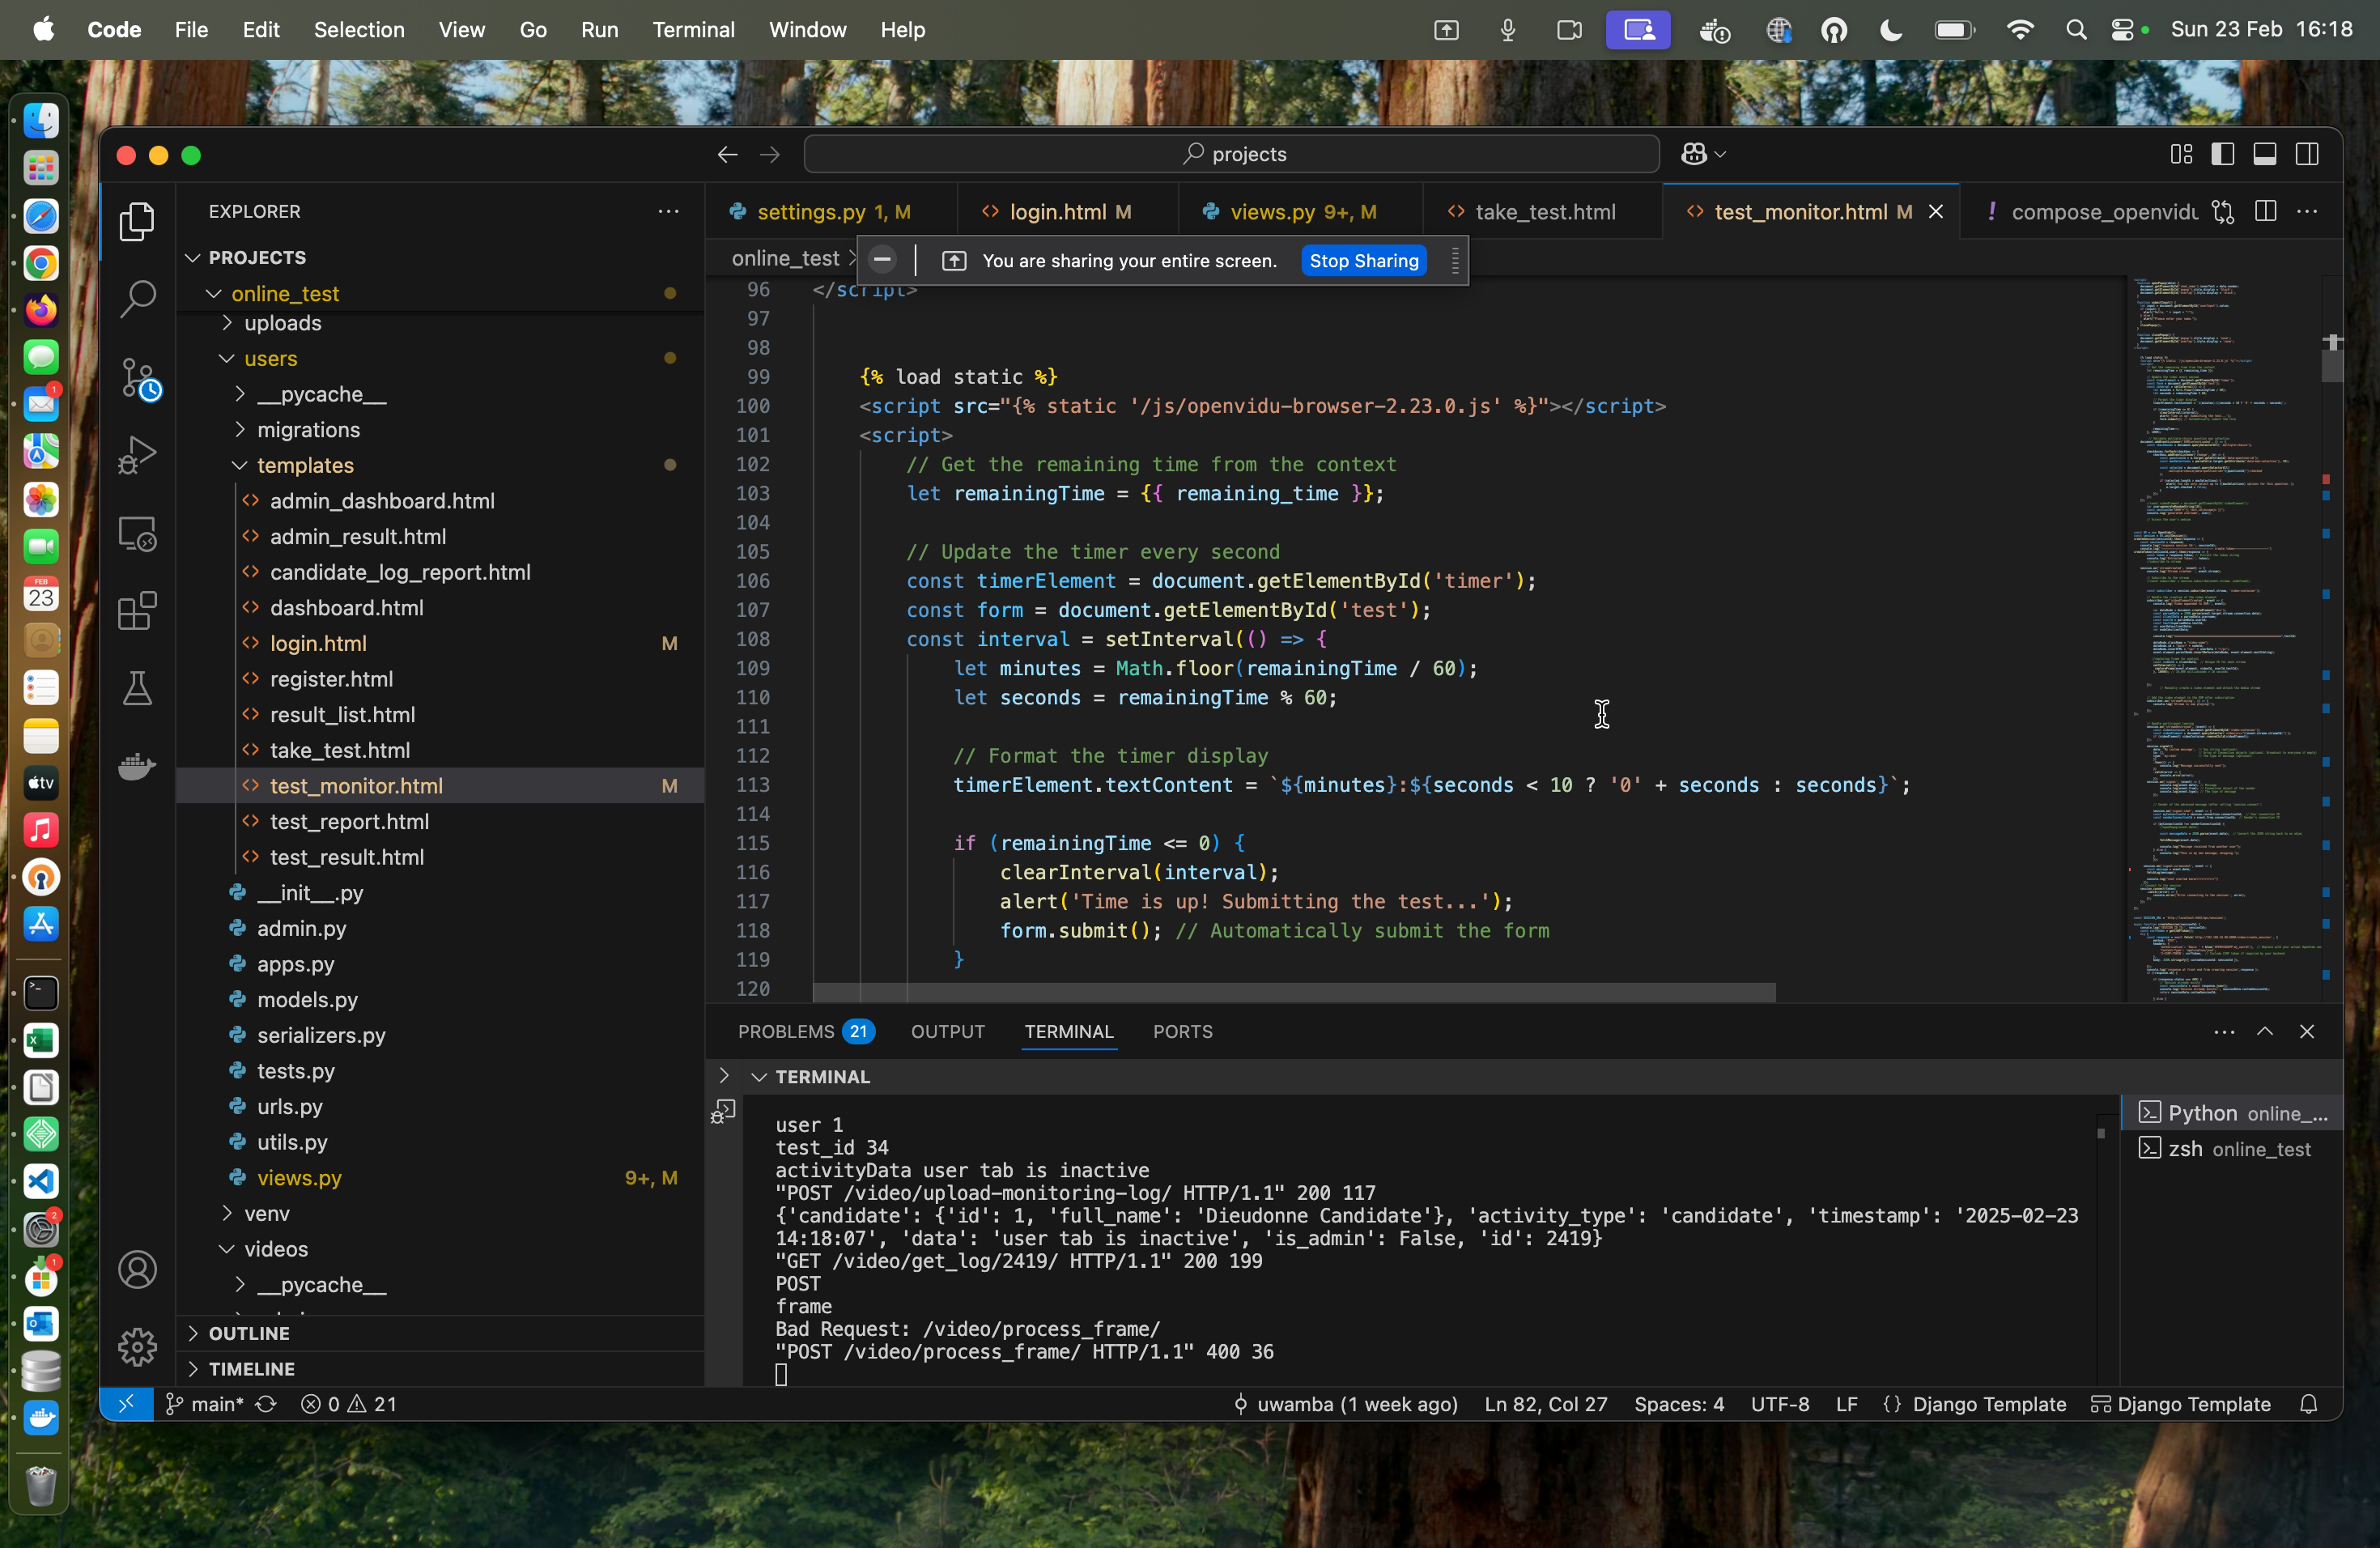 Code File Edit Selection View Go Run Terminal Window Help Sun 23 Feb 16:18
projects
EXPLORER
PROJECTS
online_test
uploads
users
__pycache__
migrations
templates
admin_dashboard.html
admin_result.html
candidate_log_report.html
dashboard.html
login.html M
register.html
result_list.html
take_test.html
test_monitor.html M
test_report.html
test_result.html
__init__.py
admin.py
apps.py
models.py
serializers.py
tests.py
urls.py
utils.py
views.py 9+, M
venv
videos
__pycache__
OUTLINE
TIMELINE
settings.py 1, M login.html M views.py 9+, M take_test.html test_monitor.html M compose_openvidu
online_test
You are sharing your entire screen. Stop Sharing
96 </script>
97
98
99 {% load static %}
100 <script src="{% static '/js/openvidu-browser-2.23.0.js' %}"></script>
101 <script>
102 // Get the remaining time from the context
103 let remainingTime = {{ remaining_time }};
104
105 // Update the timer every second
106 const timerElement = document.getElementById('timer');
107 const form = document.getElementById('test');
108 const interval = setInterval(() => {
109 let minutes = Math.floor(remainingTime / 60);
110 let seconds = remainingTime % 60;
111
112 // Format the timer display
113 timerElement.textContent = `${minutes}:${seconds < 10 ? '0' + seconds : seconds}`;
114
115 if (remainingTime <= 0) {
116 clearInterval(interval);
117 alert('Time is up! Submitting the test...');
118 form.submit(); // Automatically submit the form
119 }
120
PROBLEMS 21 OUTPUT TERMINAL PORTS
TERMINAL
user 1
test_id 34
activityData user tab is inactive
"POST /video/upload-monitoring-log/ HTTP/1.1" 200 117
{'candidate': {'id': 1, 'full_name': 'Dieudonne Candidate'}, 'activity_type': 'candidate', 'timestamp': '2025-02-23
14:18:07', 'data': 'user tab is inactive', 'is_admin': False, 'id': 2419}
"GET /video/get_log/2419/ HTTP/1.1" 200 199
POST
frame
Bad Request: /video/process_frame/
"POST /video/process_frame/ HTTP/1.1" 400 36
Python online_...
zsh online_test
main* 0 21 uwamba (1 week ago) Ln 82, Col 27 Spaces: 4 UTF-8 LF {} Django Template Django Template
FEB
23
tv
1
2
1